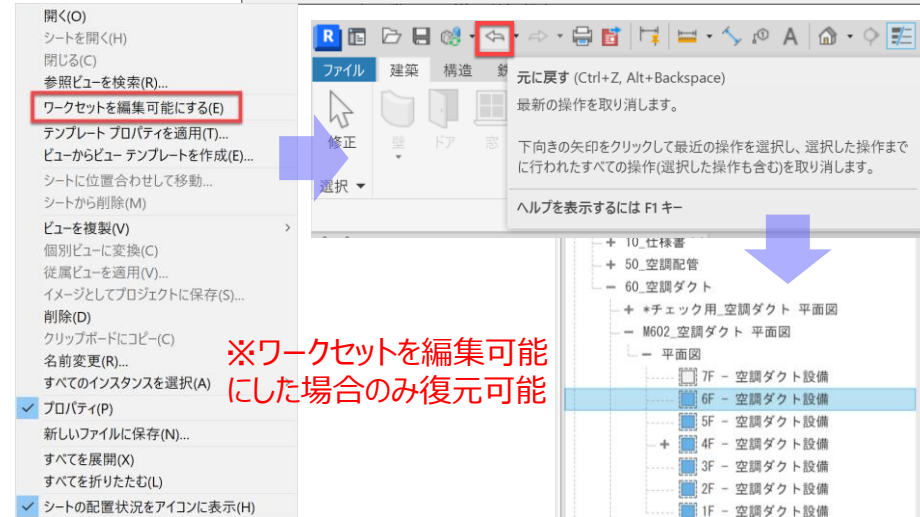 開く(O)
シートを開く(H)
閉じる(C)
参照ビューを検索(R)...
ワークセットを編集可能にする(E)
テンプレート プロパティを適用(T)...
ビューからビュー テンプレートを作成(E)...
シートに位置合わせして移動...
シートから削除(M)
ビューを複製(V)
個別ビューに変換(C)
従属ビューを適用(V)...
イメージとしてプロジェクトに保存(S)...
削除(D)
クリップボードにコピー(C)
名前変更(R)...
すべてのインスタンスを選択(A)
プロパティ(P)
新しいファイルに保存(N)...
すべてを展開(X)
すべてを折りたたむ(L)
シートの配置状況をアイコンに表示(H)
R
A
ファイル 建築 構造 鉄
修正 壁 ドア 窓
選択
元に戻す (Ctrl+Z, Alt+Backspace)
最新の操作を取り消します。
下向きの矢印をクリックして最近の操作を選択し、選択した操作まで
に行われたすべての操作(選択した操作も含む)を取り消します。
ヘルプを表示するには F1 キー
※ワークセットを編集可能
にした場合のみ復元可能
10_仕様書
50_空調配管
60_空調ダクト
*チェック用_空調ダクト 平面図
M602_空調ダクト 平面図
平面図
7F - 空調ダクト設備
6F - 空調ダクト設備
5F - 空調ダクト設備
4F - 空調ダクト設備
3F - 空調ダクト設備
2F - 空調ダクト設備
1F - 空調ダクト設備